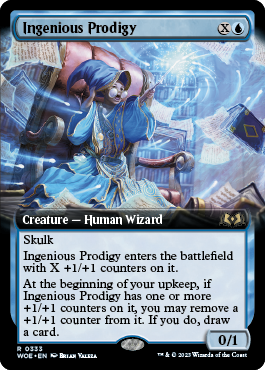 Ingenious Prodigy X
Creature — Human Wizard
Skulk
Ingenious Prodigy enters the battlefield
with X +1/+1 counters on it.
At the beginning of your upkeep, if
Ingenious Prodigy has one or more
+1/+1 counters on it, you may remove a
+1/+1 counter from it. If you do, draw
a card.
0/1
R 0333
WOE • EN Brian Valeza
™ & © 2023 Wizards of the Coast